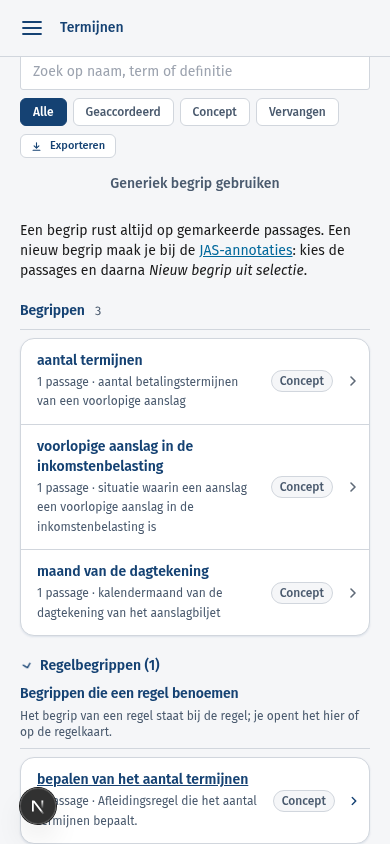 Termijnen
Zoek op naam, term of definitie
Alle
Geaccordeerd
Concept
Vervangen
Exporteren
Generiek begrip gebruiken
Een begrip rust altijd op gemarkeerde passages. Een
nieuw begrip maak je bij de JAS-annotaties: kies de
passages en daarna Nieuw begrip uit selectie.
Begrippen 3
aantal termijnen
1 passage · aantal betalingstermijnen
van een voorlopige aanslag
Concept
voorlopige aanslag in de
inkomstenbelasting
1 passage · situatie waarin een aanslag
een voorlopige aanslag in de
inkomstenbelasting is
Concept
maand van de dagtekening
1 passage · kalendermaand van de
dagtekening van het aanslagbiljet
Concept
Regelbegrippen (1)
Begrippen die een regel benoemen
Het begrip van een regel staat bij de regel; je opent het hier of
op de regelkaart.
bepalen van het aantal termijnen
· Afleidingsregel die het aantal
termijnen bepaalt.
Concept
N